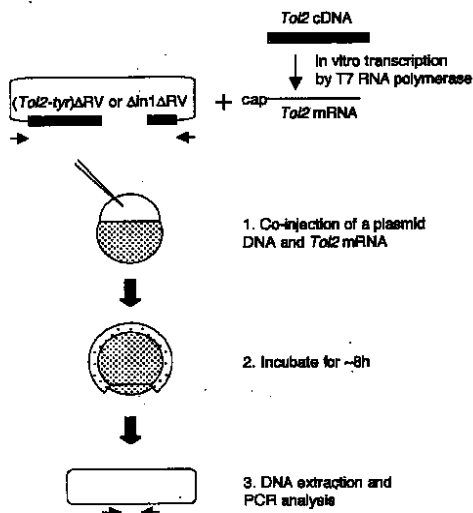 Tol2 cDNA
In vitro transcription
by T7 RNA polymerase
(Tol2-tyr)ΔRV or Δin1ΔRV + cap
Tol2 mRNA
1. Co-injection of a plasmid
DNA and Tol2 mRNA
2. Incubate for ~8h
3. DNA extraction and
PCR analysis